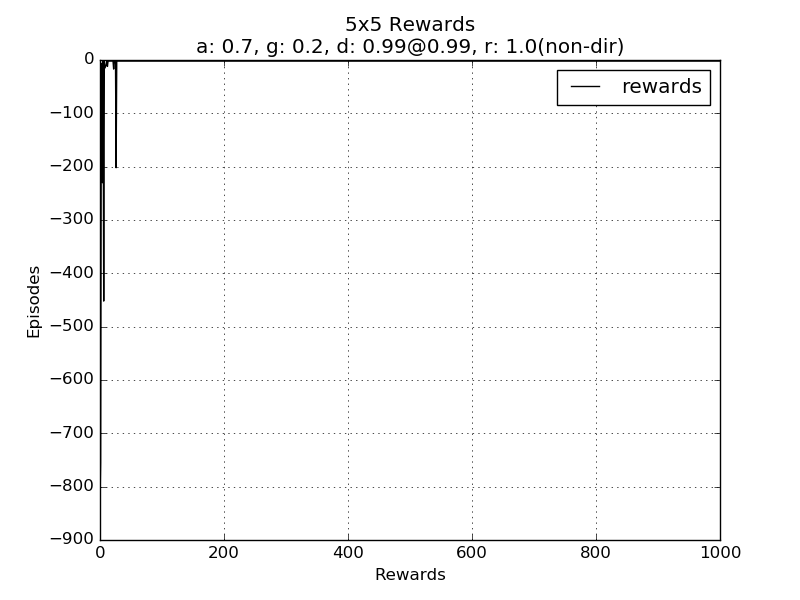 5x5 Rewards
a: 0.7, g: 0.2, d: 0.99@0.99, r: 1.0(non-dir)
rewards
0
−100
−200
−300
−400
−500
−600
−700
−800
−900
Episodes
0 200 400 600 800 1000
Rewards